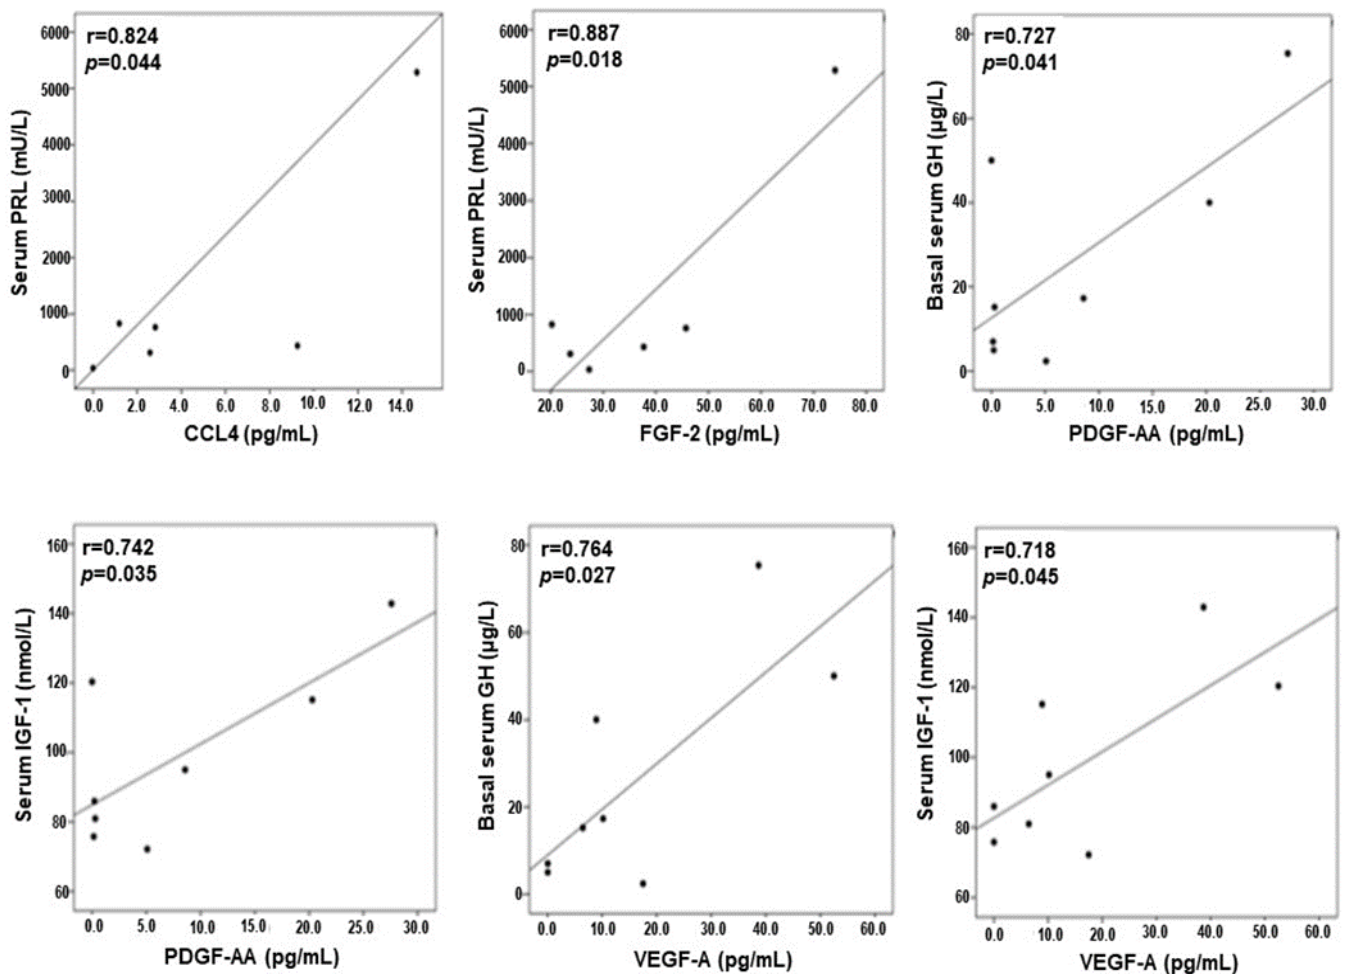 r=0.824
p=0.044
6000
5000
4000
3000
2000
1000
0
Serum PRL (mU/L)
0.0 2.0 4.0 6.0 8.0 10.0 12.0 14.0
CCL4 (pg/mL)
r=0.887
p=0.018
6000
5000
4000
3000
2000
1000
0
Serum PRL (mU/L)
20.0 30.0 40.0 50.0 60.0 70.0 80.0
FGF-2 (pg/mL)
r=0.727
p=0.041
80
60
40
20
0
Basal serum GH (µg/L)
0.0 5.0 10.0 15.0 20.0 25.0 30.0
PDGF-AA (pg/mL)
r=0.742
p=0.035
160
140
120
100
80
60
Serum IGF-1 (nmol/L)
0.0 5.0 10.0 15.0 20.0 25.0 30.0
PDGF-AA (pg/mL)
r=0.764
p=0.027
80
60
40
20
0
Basal serum GH (µg/L)
0.0 10.0 20.0 30.0 40.0 50.0 60.0
VEGF-A (pg/mL)
r=0.718
p=0.045
160
140
120
100
80
60
Serum IGF-1 (nmol/L)
0.0 10.0 20.0 30.0 40.0 50.0 60.0
VEGF-A (pg/mL)